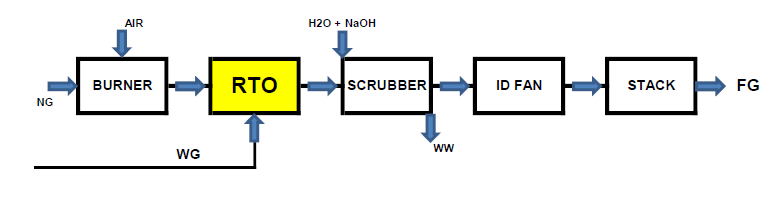 AIR
H2O + NaOH
BURNER
RTO
SCRUBBER
ID FAN
STACK
FG
NG
WW
WG